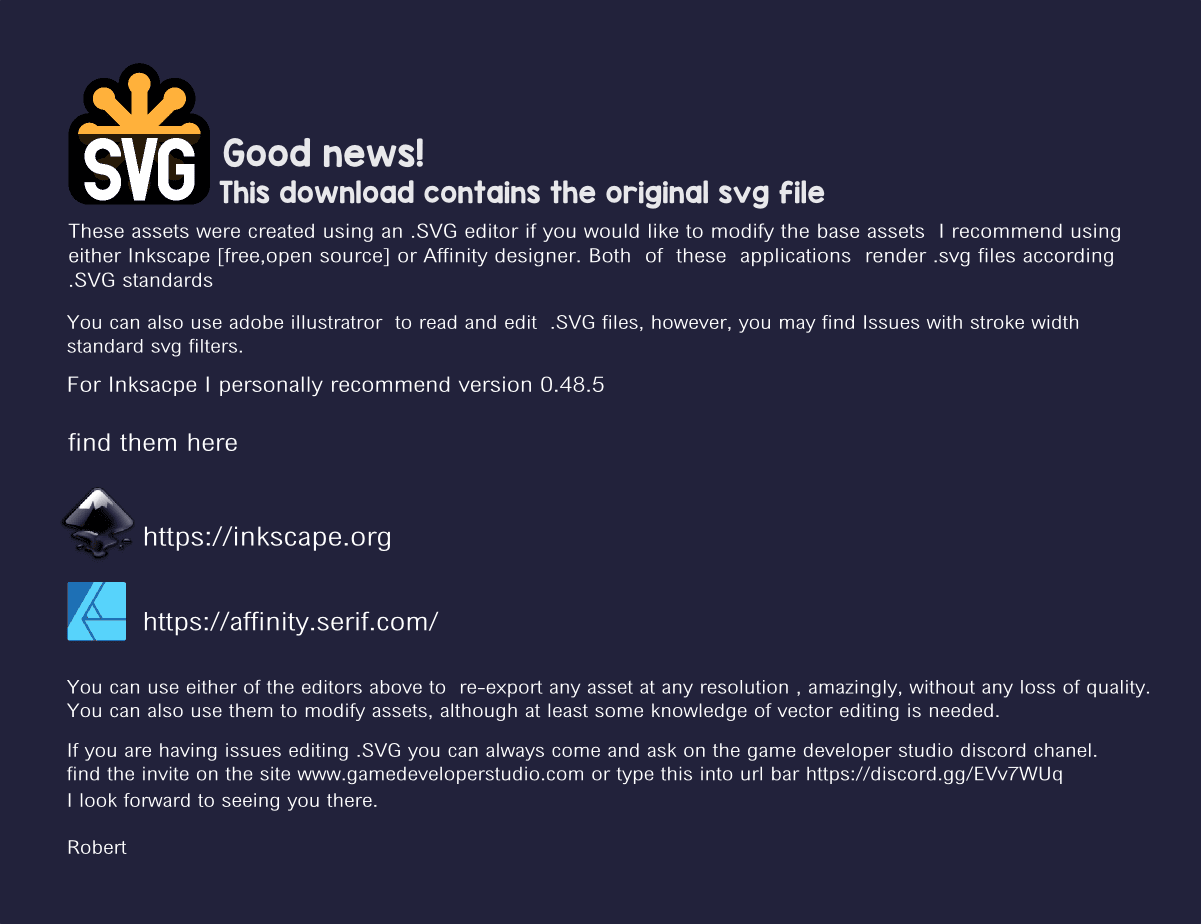 SVG
Good news!
This download contains the original svg file
These assets were created using an .SVG editor if you would like to modify the base assets  I recommend using
either Inkscape [free,open source] or Affinity designer. Both  of  these  applications  render .svg files according
.SVG standards
You can also use adobe illustratror  to read and edit  .SVG files, however, you may find Issues with stroke width
standard svg filters.
For Inksacpe I personally recommend version 0.48.5
find them here
https://inkscape.org
https://affinity.serif.com/
You can use either of the editors above to  re-export any asset at any resolution , amazingly, without any loss of quality.
You can also use them to modify assets, although at least some knowledge of vector editing is needed.
If you are having issues editing .SVG you can always come and ask on the game developer studio discord chanel.
find the invite on the site www.gamedeveloperstudio.com or type this into url bar https://discord.gg/EVv7WUq
I look forward to seeing you there.
Robert